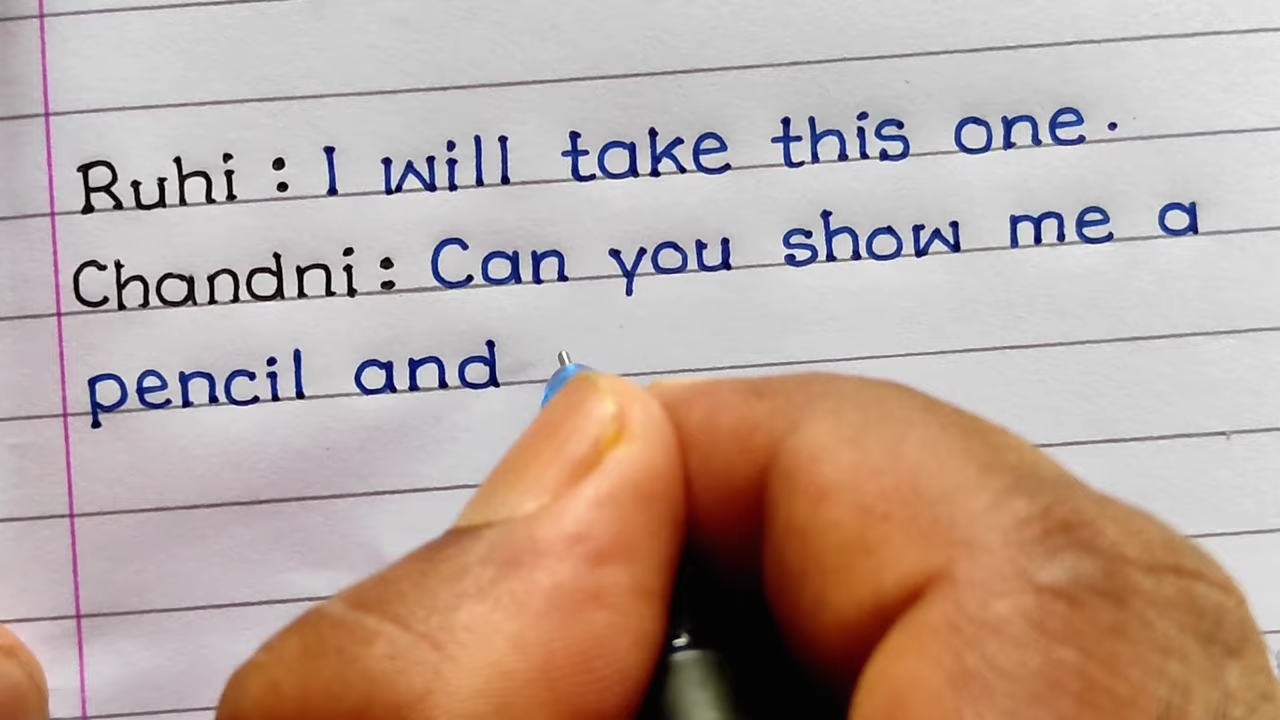 Ruhi : I will take this one.
Chandni : Can you show me a
pencil and